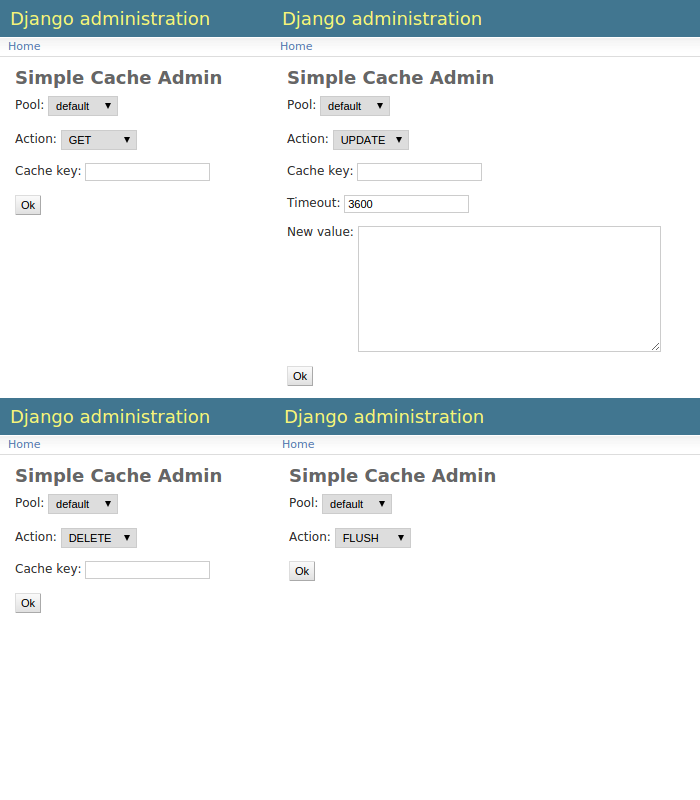 Django administration
Home
Simple Cache Admin
Pool: default
Action: GET
Cache key:
Ok
Django administration
Home
Simple Cache Admin
Pool: default
Action: UPDATE
Cache key:
Timeout: 3600
New value:
Ok
Django administration
Home
Simple Cache Admin
Pool: default
Action: DELETE
Cache key:
Ok
Django administration
Home
Simple Cache Admin
Pool: default
Action: FLUSH
Ok